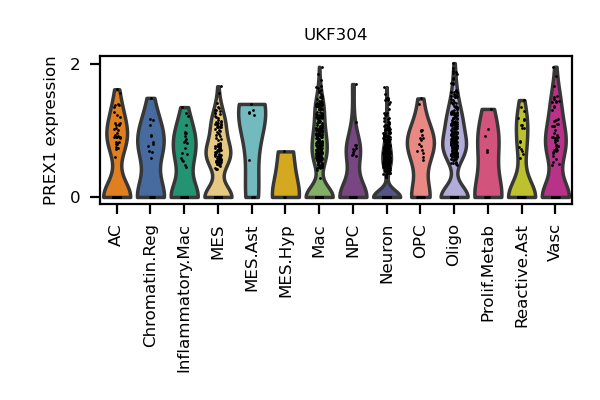 UKF304
PREX1 expression
2
0
AC
Chromatin.Reg
Inflammatory.Mac
MES
MES.Ast
MES.Hyp
Mac
NPC
Neuron
OPC
Oligo
Prolif.Metab
Reactive.Ast
Vasc